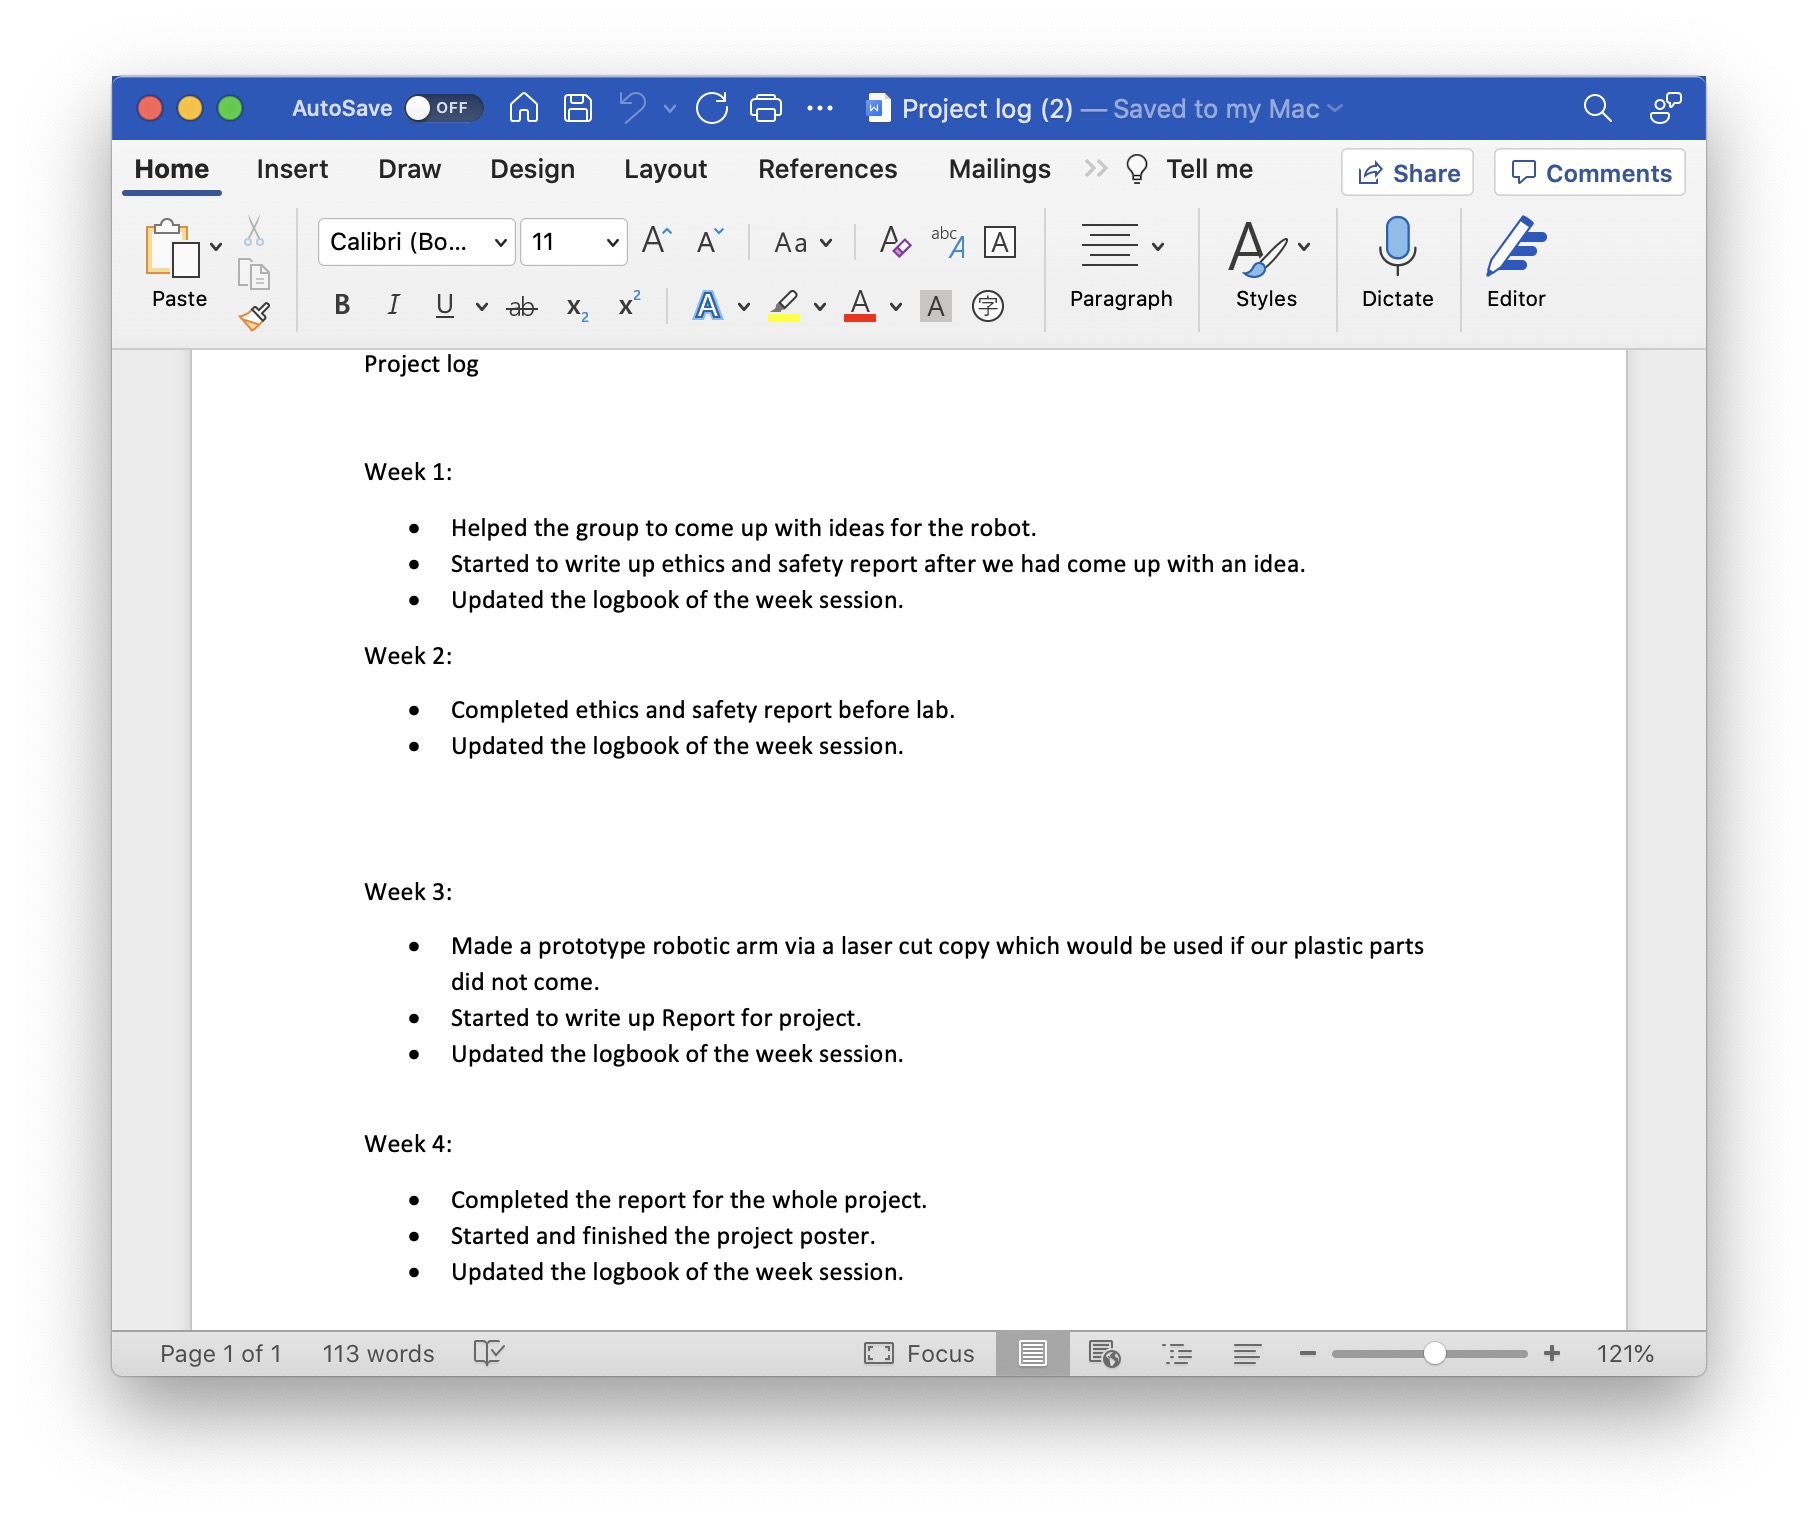 AutoSave OFF Project log (2) — Saved to my Mac
Home Insert Draw Design Layout References Mailings Tell me Share Comments
Paste Calibri (Bo... 11 A A Aa A abc A A Paragraph Styles Dictate Editor
B I U ab x2 x2 A A A 字
Project log
Week 1:
• Helped the group to come up with ideas for the robot.
• Started to write up ethics and safety report after we had come up with an idea.
• Updated the logbook of the week session.
Week 2:
• Completed ethics and safety report before lab.
• Updated the logbook of the week session.
Week 3:
• Made a prototype robotic arm via a laser cut copy which would be used if our plastic parts
did not come.
• Started to write up Report for project.
• Updated the logbook of the week session.
Week 4:
• Completed the report for the whole project.
• Started and finished the project poster.
• Updated the logbook of the week session.
Page 1 of 1 113 words Focus 121%